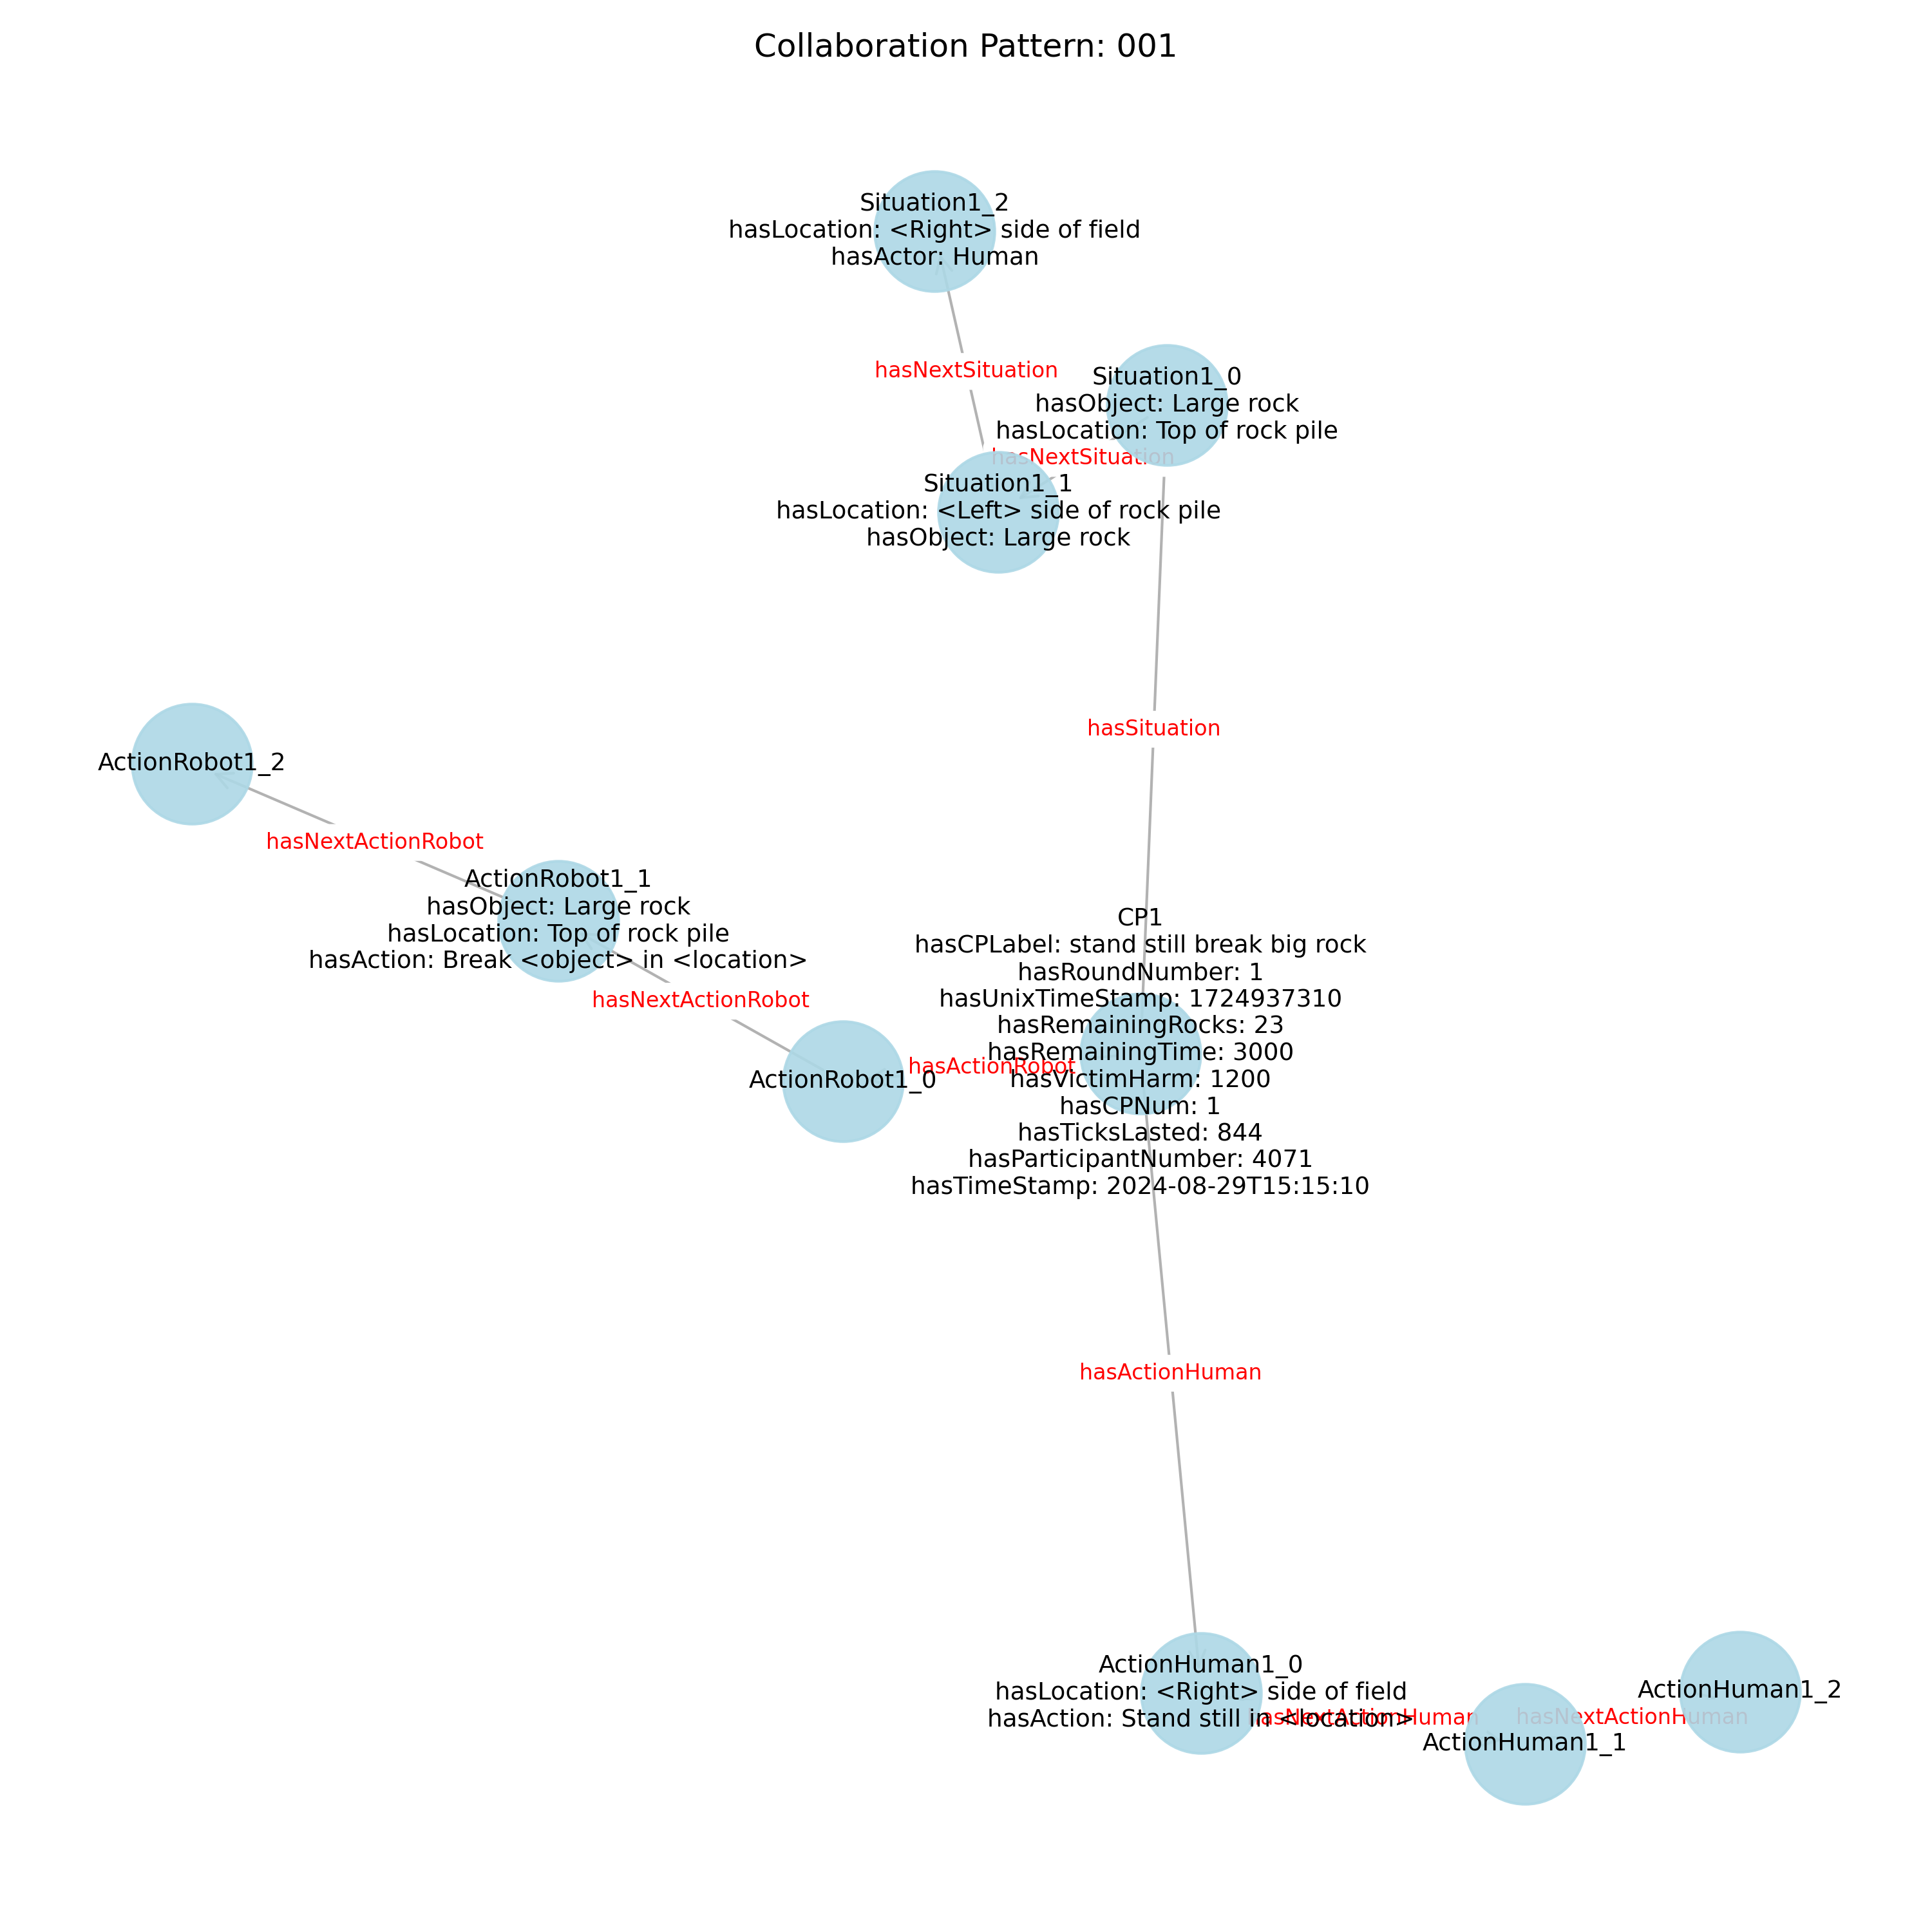 Collaboration Pattern: 001
Situation1_2
hasLocation: <Right> side of field
hasActor: Human
hasNextSituation
Situation1_0
hasObject: Large rock
hasLocation: Top of rock pile
hasNextSituation
Situation1_1
hasLocation: <Left> side of rock pile
hasObject: Large rock
hasSituation
ActionRobot1_2
hasNextActionRobot
ActionRobot1_1
hasObject: Large rock
hasLocation: Top of rock pile
hasAction: Break <object> in <location>
hasNextActionRobot
ActionRobot1_0
hasActionRobot
CP1
hasCPLabel: stand still break big rock
hasRoundNumber: 1
hasUnixTimeStamp: 1724937310
hasRemainingRocks: 23
hasRemainingTime: 3000
hasVictimHarm: 1200
hasCPNum: 1
hasTicksLasted: 844
hasParticipantNumber: 4071
hasTimeStamp: 2024-08-29T15:15:10
hasActionHuman
ActionHuman1_0
hasLocation: <Right> side of field
hasAction: Stand still in <location>
hasNextActionHuman
ActionHuman1_1
hasNextActionHuman
ActionHuman1_2